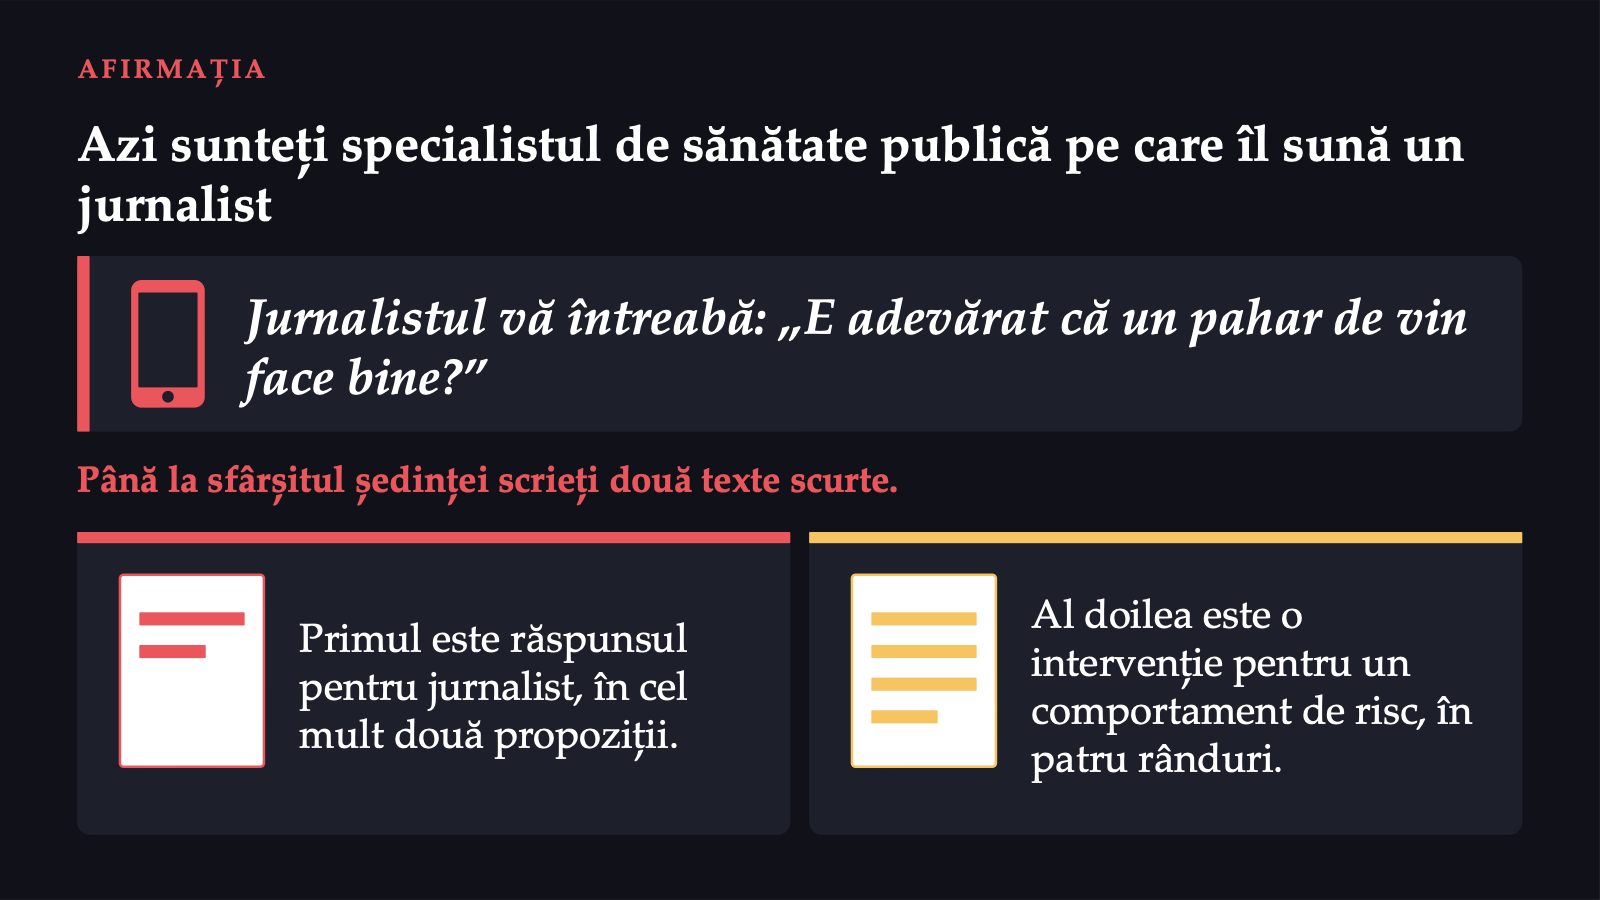 AFIRMAȚIA
Azi sunteți specialistul de sănătate publică pe care îl sună un
jurnalist
Jurnalistul vă întreabă: „E adevărat că un pahar de vin
face bine?”
Până la sfârșitul ședinței scrieți două texte scurte.
Primul este răspunsul
pentru jurnalist, în cel
mult două propoziții.
Al doilea este o
intervenție pentru un
comportament de risc, în
patru rânduri.